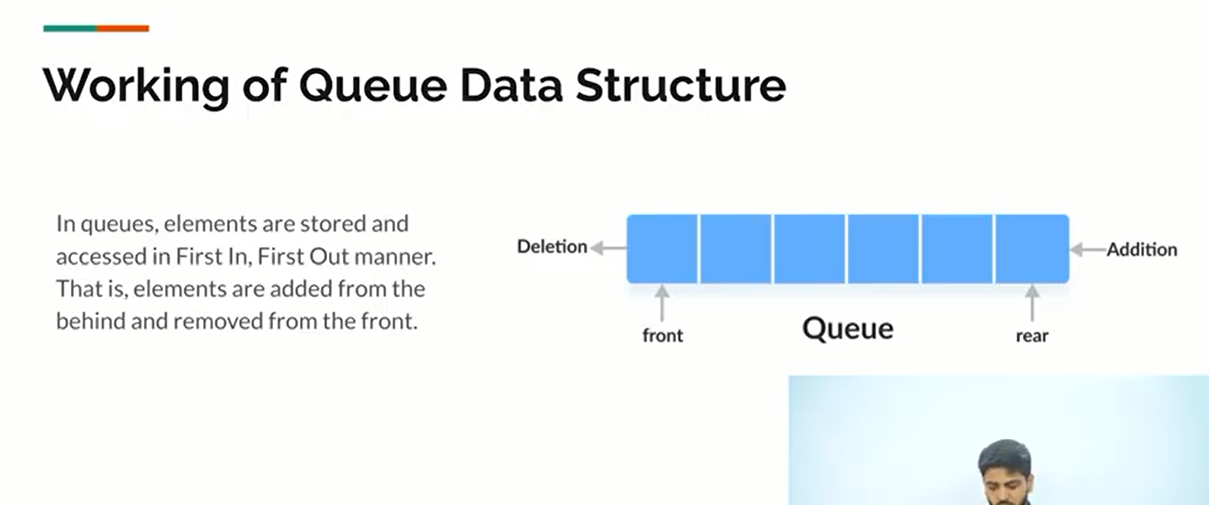 Working of Queue Data Structure
In queues, elements are stored and
accessed in First In, First Out manner.
That is, elements are added from the
behind and removed from the front.
Deletion
Addition
front
Queue
rear